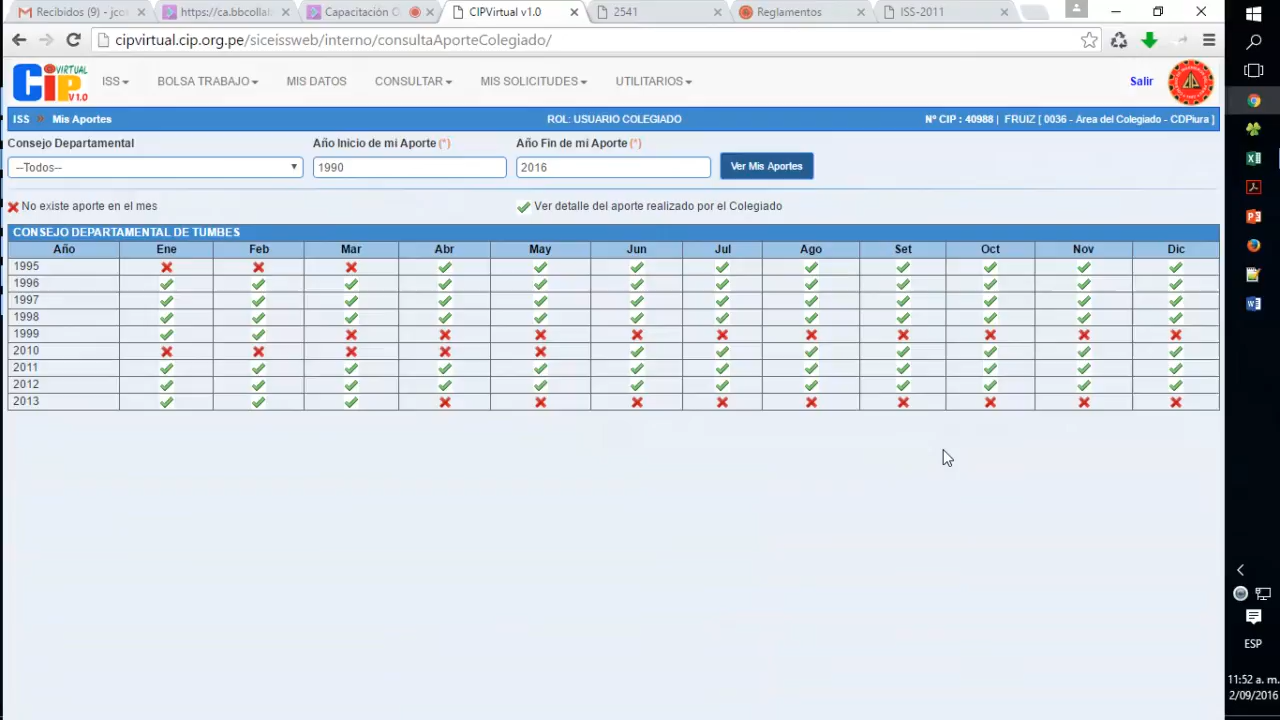 Recibidos (9) - jco
https://ca.bbcollab
Capacitación O
CIPVirtual v1.0
2541
Reglamentos
ISS-2011
cipvirtual.cip.org.pe/siceissweb/interno/consultaAporteColegiado/
VIRTUAL
CIP
V 1.0
ISS
BOLSA TRABAJO
MIS DATOS
CONSULTAR
MIS SOLICITUDES
UTILITARIOS
Salir
ISS » Mis Aportes
ROL: USUARIO COLEGIADO
Nº CIP : 40988 | FRUIZ [ 0036 - Area del Colegiado - CDPiura ]
Consejo Departamental
Año Inicio de mi Aporte (*)
Año Fin de mi Aporte (*)
--Todos--
1990
2016
Ver Mis Aportes
No existe aporte en el mes
Ver detalle del aporte realizado por el Colegiado
CONSEJO DEPARTAMENTAL DE TUMBES
Año Ene Feb Mar Abr May Jun Jul Ago Set Oct Nov Dic
1995
1996
1997
1998
1999
2010
2011
2012
2013
ESP
11:52 a. m.
2/09/2016